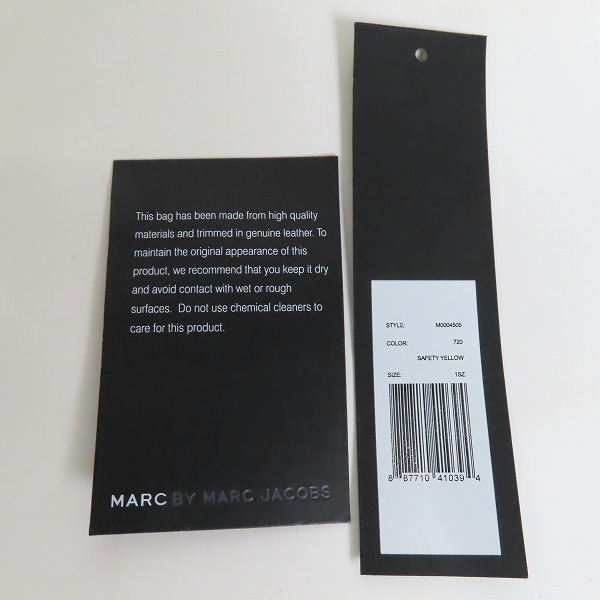 This bag has been made from high quality
materials and trimmed in genuine leather. To
maintain the original appearance of this
product, we recommend that you keep it dry
and avoid contact with wet or rough
surfaces. Do not use chemical cleaners to
care for this product.
MARC BY MARC JACOBS
STYLE: M0004505
COLOR: 720
SAFETY YELLOW
SIZE: 1SZ
8 87710 41039 4